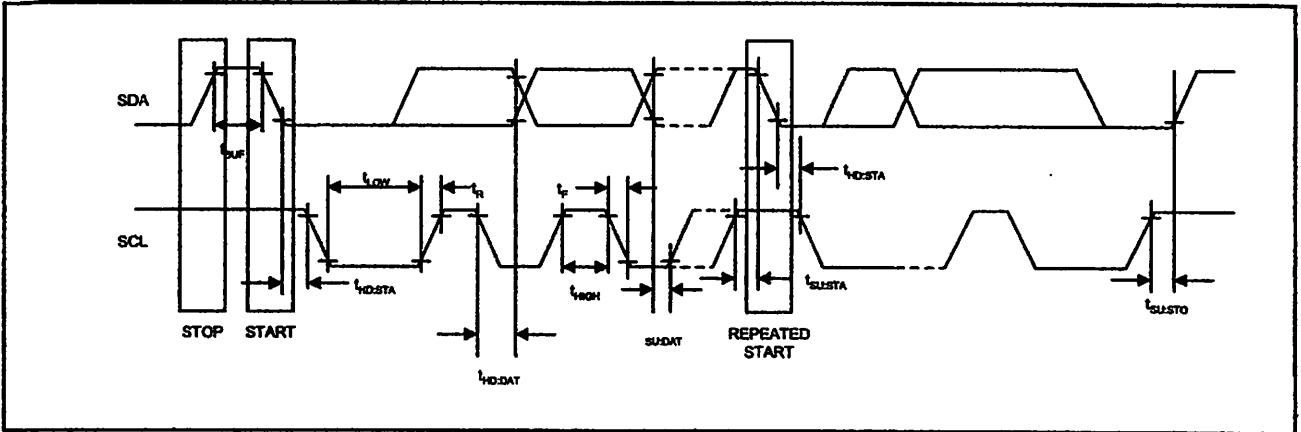 SDA
tBUF
tLOW
tR
tF
tHD:STA
SCL
tHD:STA
tHIGH
tSU:STA
tSU:STO
STOP
START
SU:DAT
REPEATED
START
tHD:DAT